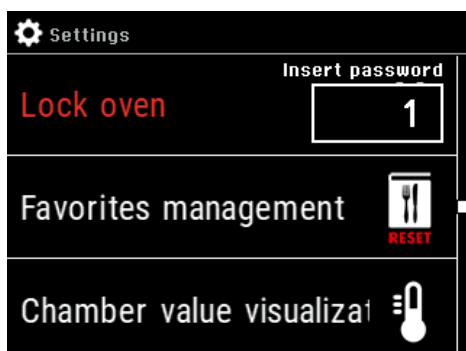 Settings
Insert password
Lock oven
1
Favorites management
RESET
Chamber value visualizat